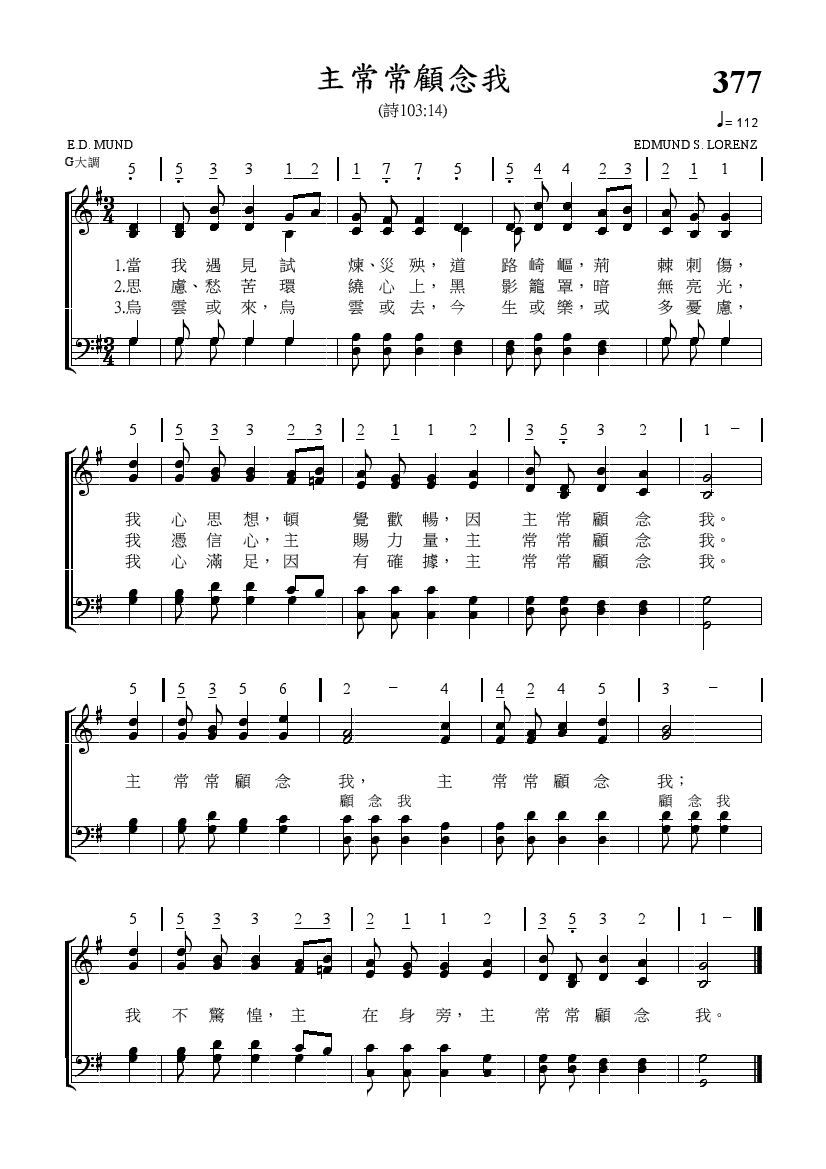 主常常顧念我
377
(詩103:14)
♩= 112
E.D. MUND
EDMUND S. LORENZ
G大調
5 | 5 3 3 1 2 | 1 7 7 5 | 5 4 4 2 3 | 2 1 1 |
3
4
1.當 我 遇 見 試 煉、災 殃，道 路 崎 嶇，荊 棘 刺 傷，
2.思 慮、愁 苦 環 繞 心 上，黑 影 籠 罩，暗 無 亮 光，
3.烏 雲 或 來，烏 雲 或 去，今 生 或 樂，或 多 憂 慮，
3
4
5 | 5 3 3 2 3 | 2 1 1 2 | 3 5 3 2 | 1 – |
我 心 思 想，頓 覺 歡 暢，因 主 常 顧 念 我。
我 憑 信 心，主 賜 力 量，主 常 常 顧 念 我。
我 心 滿 足，因 有 確 據，主 常 常 顧 念 我。
5 | 5 3 5 6 | 2 – 4 | 4 2 4 5 | 3 – |
主 常 常 顧 念 我， 主 常 常 顧 念 我；
顧 念 我 顧 念 我
5 | 5 3 3 2 3 | 2 1 1 2 | 3 5 3 2 | 1 – |
我 不 驚 惶，主 在 身 旁，主 常 常 顧 念 我。